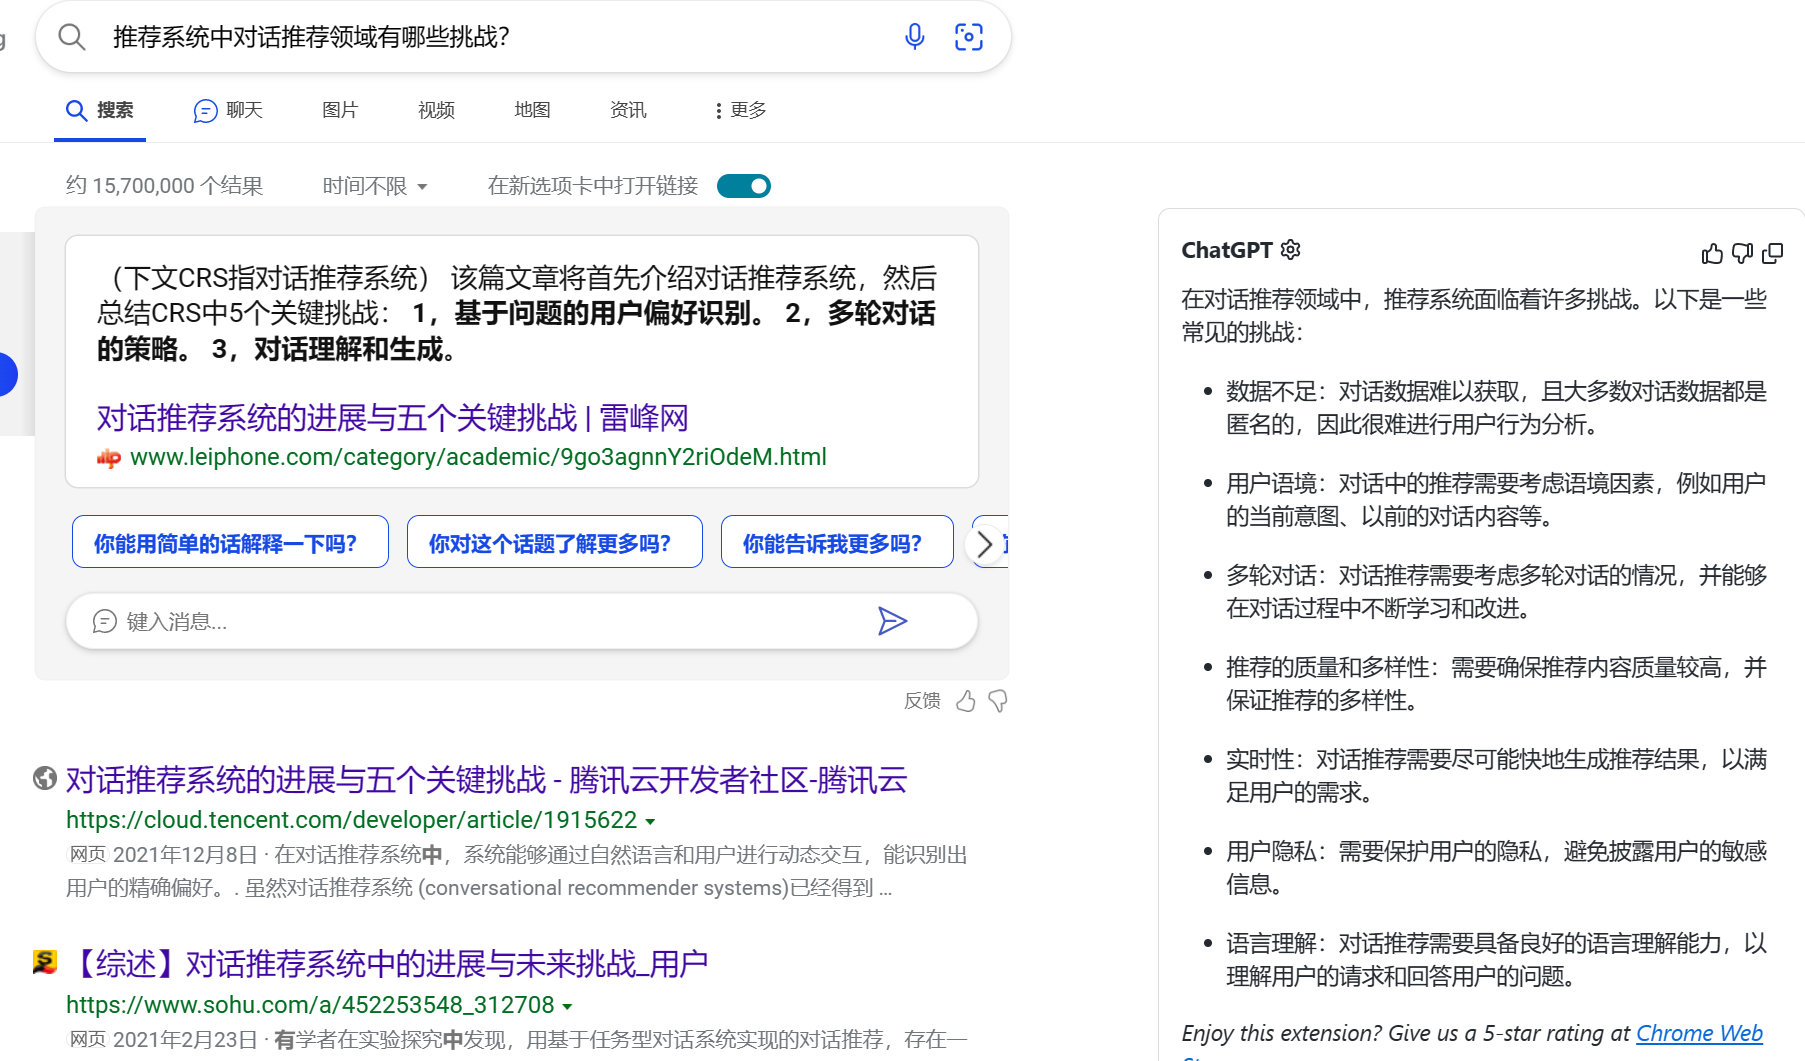 推荐系统中对话推荐领域有哪些挑战?
搜索
聊天
图片
视频
地图
资讯
更多
约 15,700,000 个结果
时间不限
在新选项卡中打开链接
（下文CRS指对话推荐系统） 该篇文章将首先介绍对话推荐系统，然后
总结CRS中5个关键挑战： 1，基于问题的用户偏好识别。 2，多轮对话
的策略。 3，对话理解和生成。
对话推荐系统的进展与五个关键挑战 | 雷峰网
www.leiphone.com/category/academic/9go3agnnY2riOdeM.html
你能用简单的话解释一下吗?
你对这个话题了解更多吗?
你能告诉我更多吗?
键入消息...
反馈
对话推荐系统的进展与五个关键挑战 - 腾讯云开发者社区-腾讯云
https://cloud.tencent.com/developer/article/1915622
网页 2021年12月8日 · 在对话推荐系统中，系统能够通过自然语言和用户进行动态交互，能识别出
用户的精确偏好。. 虽然对话推荐系统 (conversational recommender systems)已经得到 ...
【综述】对话推荐系统中的进展与未来挑战_用户
https://www.sohu.com/a/452253548_312708
网页 2021年2月23日 · 有学者在实验探究中发现，用基于任务型对话系统实现的对话推荐，存在一
ChatGPT
在对话推荐领域中，推荐系统面临着许多挑战。以下是一些
常见的挑战：
• 数据不足：对话数据难以获取，且大多数对话数据都是
匿名的，因此很难进行用户行为分析。
• 用户语境：对话中的推荐需要考虑语境因素，例如用户
的当前意图、以前的对话内容等。
• 多轮对话：对话推荐需要考虑多轮对话的情况，并能够
在对话过程中不断学习和改进。
• 推荐的质量和多样性：需要确保推荐内容质量较高，并
保证推荐的多样性。
• 实时性：对话推荐需要尽可能快地生成推荐结果，以满
足用户的需求。
• 用户隐私：需要保护用户的隐私，避免披露用户的敏感
信息。
• 语言理解：对话推荐需要具备良好的语言理解能力，以
理解用户的请求和回答用户的问题。
Enjoy this extension? Give us a 5-star rating at Chrome Web